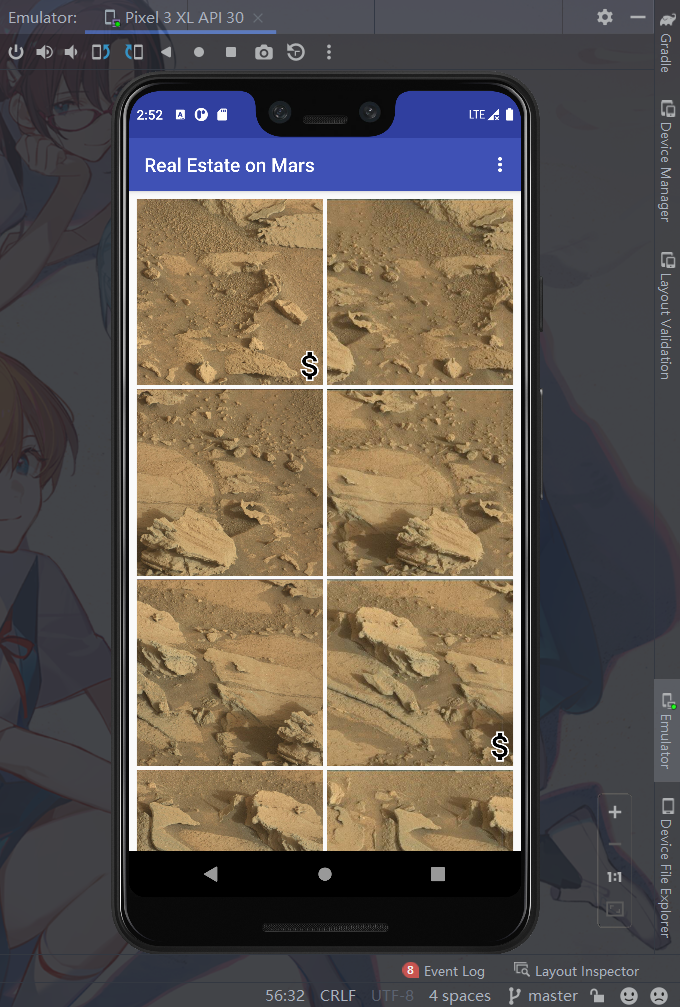 Emulator: Pixel 3 XL API 30
Gradle
Device Manager
Layout Validation
2:52 A LTE
Real Estate on Mars
$
$
Emulator
Device File Explorer
1:1
8 Event Log Layout Inspector
56:32 CRLF UTF-8 4 spaces master